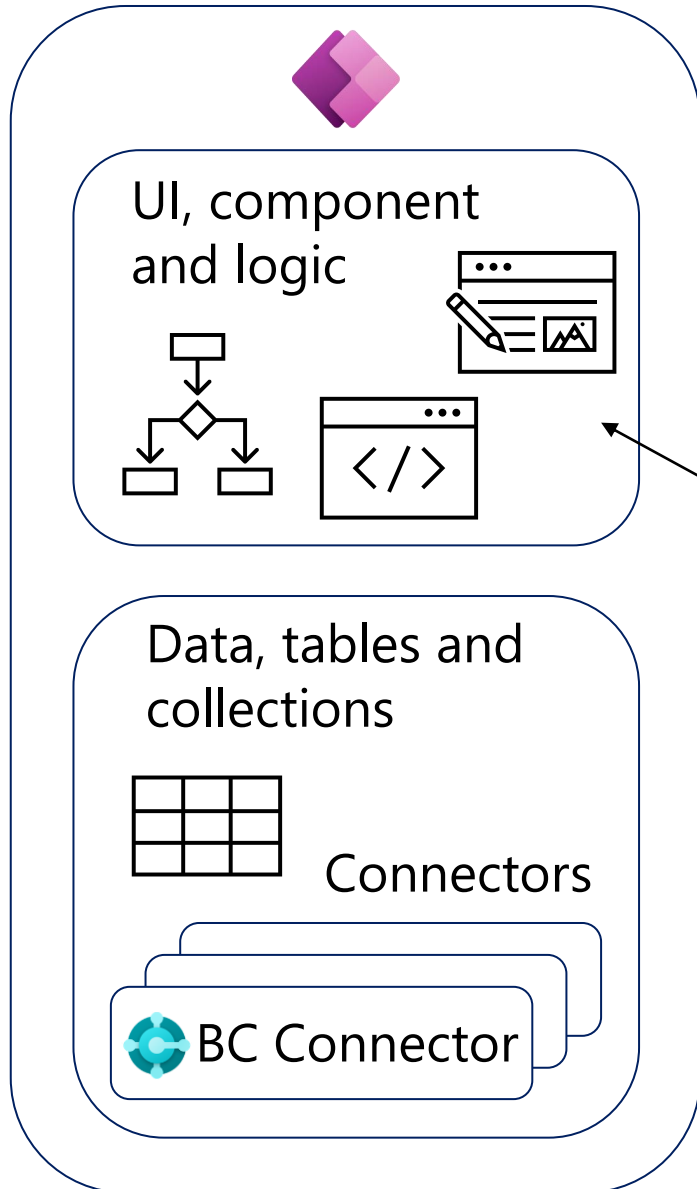 UI, component
and logic
</>
Data, tables and
collections
Connectors
BC Connector